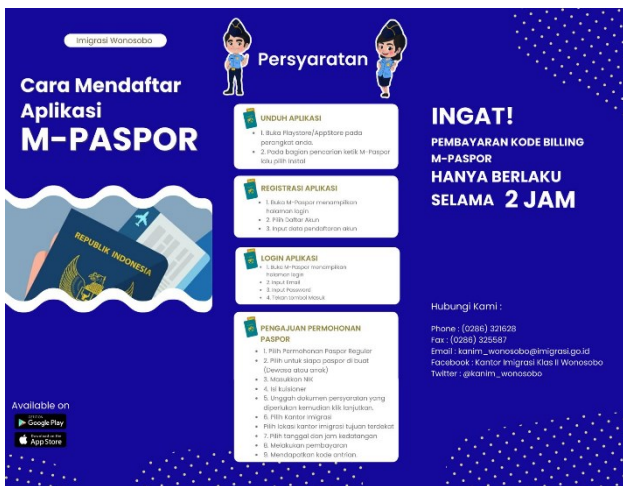 Imigrasi Wonosobo
Cara Mendaftar
Aplikasi
M-PASPOR
REPUBLIK INDONESIA
Available on
GET IT ON
Google Play
Download on the
App Store
Persyaratan
UNDUH APLIKASI
• 1. Buka Playstore/AppStore pada
perangkat anda.
• 2. Pada bagian pencarian ketik M-Paspor
lalu pilih instal
REGISTRASI APLIKASI
• 1. Buka M-Paspor menampilkan
halaman login
• 2. Pilih Daftar Akun
• 3. Input data pendaftaran akun
LOGIN APLIKASI
• 1. Buka M-Paspor menampilkan
halaman login
• 2. Input Email
• 3. Input Password
• 4. Tekan tombol Masuk
PENGAJUAN PERMOHONAN
PASPOR
• 1. Pilih Permohonan Paspor Reguler
• 2. Pilih untuk siapa paspor di buat
(Dewasa atau anak)
• 3. Masukkan NIK
• 4. Isi kuisioner
• 5. Unggah dokumen persyaratan yang
diperlukan kemudian klik lanjutkan.
• 6. Pilih Kantor Imigrasi
• Pilih lokasi kantor imigrasi tujuan terdekat
• 7. Pilih tanggal dan jam kedatangan
• 8. Melakukan pembayaran
• 9. Mendapatkan kode antrian
INGAT!
PEMBAYARAN KODE BILLING
M-PASPOR
HANYA BERLAKU
SELAMA 2 JAM
Hubungi Kami :
Phone : (0286) 321628
Fax : (0286) 325587
Email : kanim_wonosobo@imigrasi.go.id
Facebook : Kantor Imigrasi Klas II Wonosobo
Twitter : @kanim_wonosobo